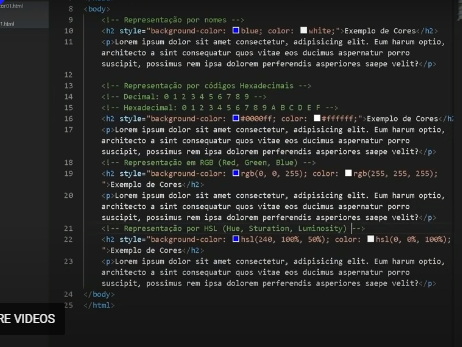 cor01.html
1.html
8 <body>
9 <!-- Representação por nomes -->
10 <h2 style="background-color: blue; color: white;">Exemplo de Cores</h2>
11 <p>Lorem ipsum dolor sit amet consectetur, adipisicing elit. Eum harum optio,
architecto a sint consequatur quos vitae eos ducimus aspernatur porro
suscipit, possimus rem ipsa dolorem perferendis asperiores saepe velit?</p>
12
13 <!-- Representação por códigos Hexadecimais -->
14 <!-- Decimal: 0 1 2 3 4 5 6 7 8 9 -->
15 <!-- Hexadecimal: 0 1 2 3 4 5 6 7 8 9 A B C D E F -->
16 <h2 style="background-color: #0000ff; color: #ffffff;">Exemplo de Cores</h2
17 <p>Lorem ipsum dolor sit amet consectetur, adipisicing elit. Eum harum optio,
architecto a sint consequatur quos vitae eos ducimus aspernatur porro
suscipit, possimus rem ipsa dolorem perferendis asperiores saepe velit?</p>
18 <!-- Representação em RGB (Red, Green, Blue) -->
19 <h2 style="background-color: rgb(0, 0, 255); color: rgb(255, 255, 255);
">Exemplo de Cores</h2>
20 <p>Lorem ipsum dolor sit amet consectetur, adipisicing elit. Eum harum optio,
architecto a sint consequatur quos vitae eos ducimus aspernatur porro
suscipit, possimus rem ipsa dolorem perferendis asperiores saepe velit?</p>
21 <!-- Representação por HSL (Hue, Sturation, Luminosity) -->
22 <h2 style="background-color: hsl(240, 100%, 50%); color: hsl(0, 0%, 100%);
">Exemplo de Cores</h2>
23 <p>Lorem ipsum dolor sit amet consectetur, adipisicing elit. Eum harum optio,
architecto a sint consequatur quos vitae eos ducimus aspernatur porro
suscipit, possimus rem ipsa dolorem perferendis asperiores saepe velit?</p>
24 </body>
25 </html>
RE VIDEOS